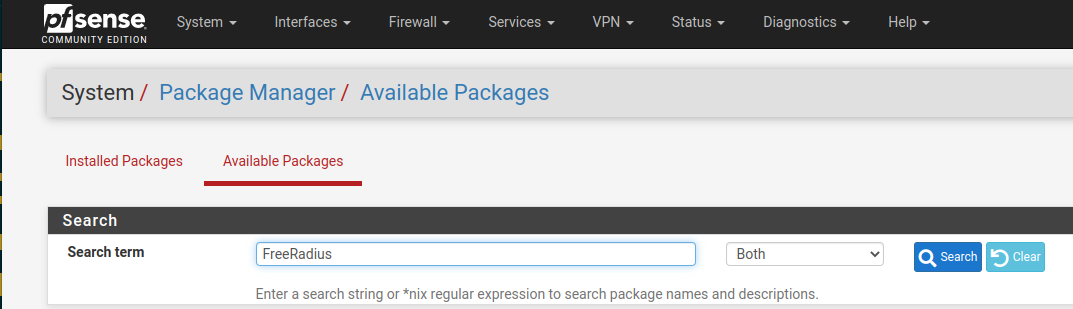 pfsense
COMMUNITY EDITION
System Interfaces Firewall Services VPN Status Diagnostics Help
System / Package Manager / Available Packages
Installed Packages Available Packages
Search
Search term FreeRadius Both Search Clear
Enter a search string or *nix regular expression to search package names and descriptions.